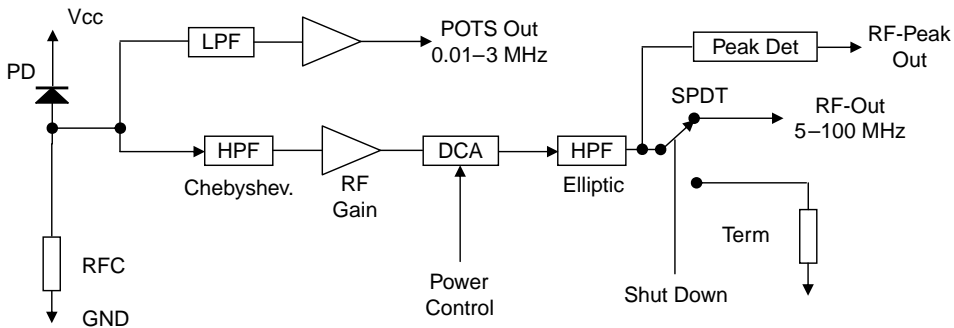 Vcc
PD
LPF
POTS Out
0.01–3 MHz
Peak Det
RF-Peak
Out
SPDT
RF-Out
5–100 MHz
HPF
Chebyshev.
RF
Gain
DCA
HPF
Elliptic
Term
RFC
GND
Power
Control
Shut Down